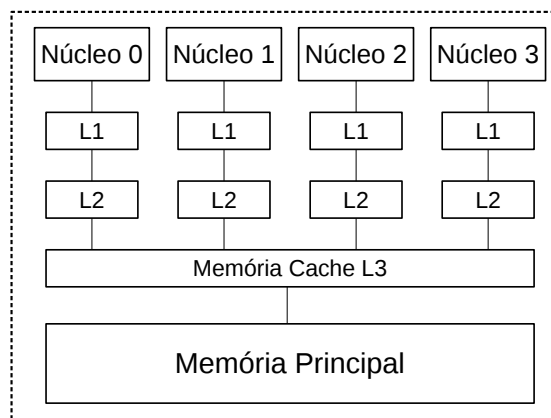 Núcleo 0 Núcleo 1 Núcleo 2 Núcleo 3
L1 L1 L1 L1
L2 L2 L2 L2
Memória Cache L3
Memória Principal